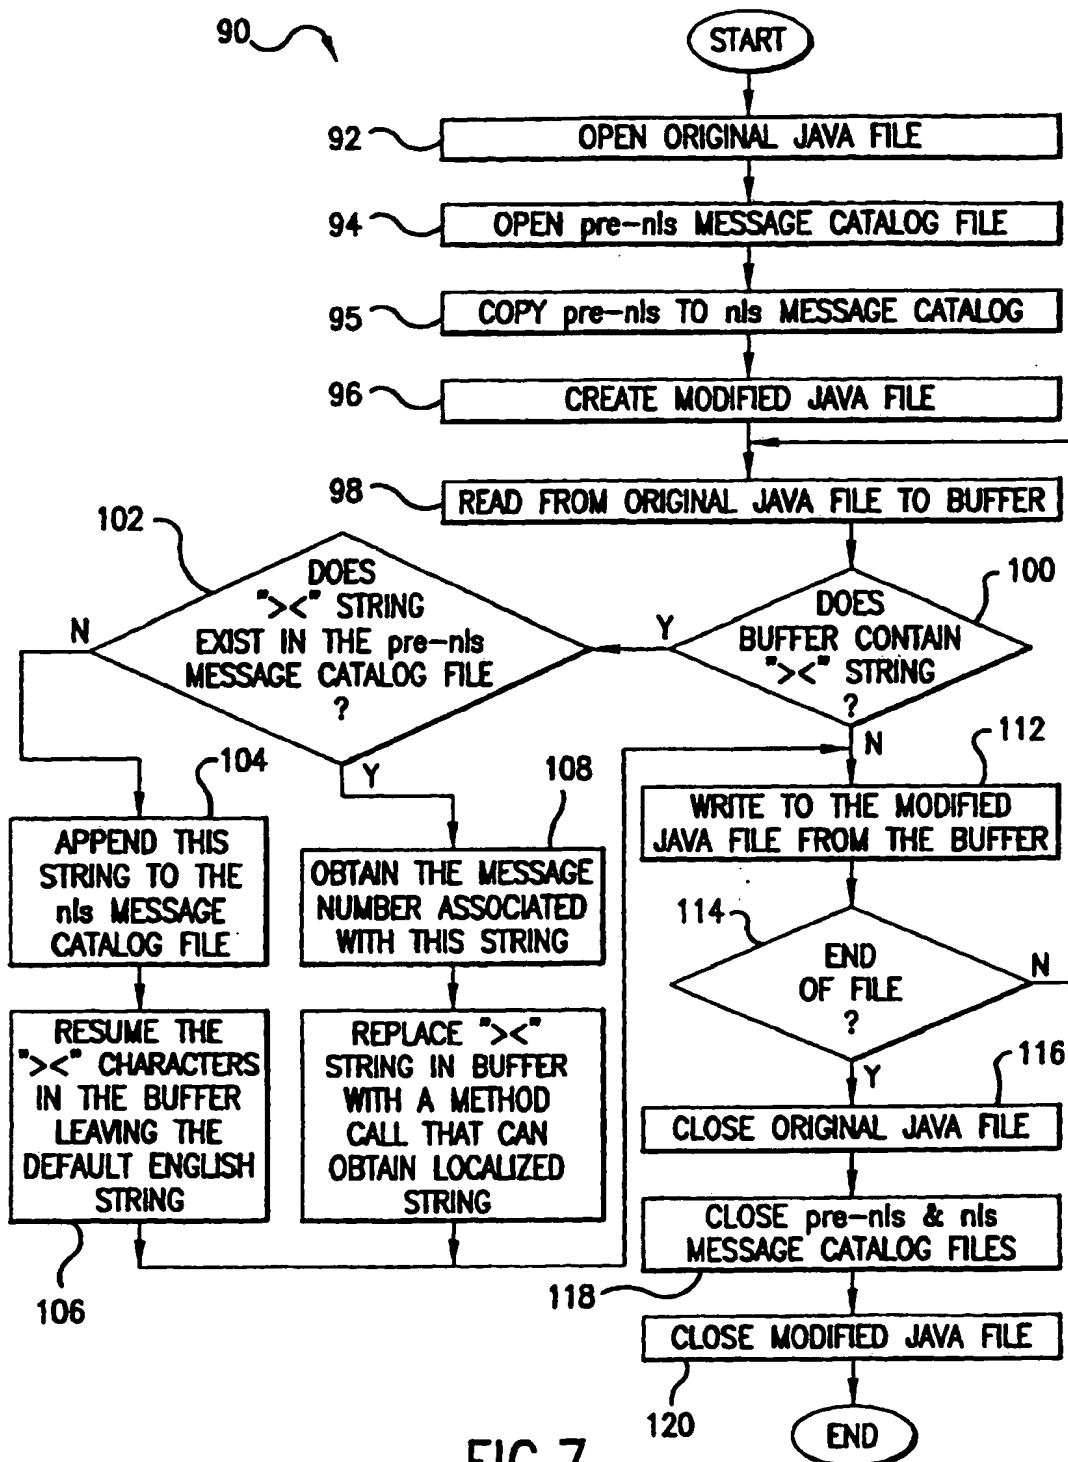 90
START
92
OPEN ORIGINAL JAVA FILE
94
OPEN pre-nls MESSAGE CATALOG FILE
95
COPY pre-nls TO nls MESSAGE CATALOG
96
CREATE MODIFIED JAVA FILE
98
READ FROM ORIGINAL JAVA FILE TO BUFFER
102
DOES
"><" STRING
EXIST IN THE pre-nls
MESSAGE CATALOG FILE
?
N
Y
100
DOES
BUFFER CONTAIN
"><" STRING
?
Y
N
104
APPEND THIS
STRING TO THE
nls MESSAGE
CATALOG FILE
108
OBTAIN THE MESSAGE
NUMBER ASSOCIATED
WITH THIS STRING
112
WRITE TO THE MODIFIED
JAVA FILE FROM THE BUFFER
114
END
OF FILE
?
N
Y
RESUME THE
"><" CHARACTERS
IN THE BUFFER
LEAVING THE
DEFAULT ENGLISH
STRING
106
REPLACE "><"
STRING IN BUFFER
WITH A METHOD
CALL THAT CAN
OBTAIN LOCALIZED
STRING
116
CLOSE ORIGINAL JAVA FILE
CLOSE pre-nls & nls
MESSAGE CATALOG FILES
118
CLOSE MODIFIED JAVA FILE
120
END
FIG.7